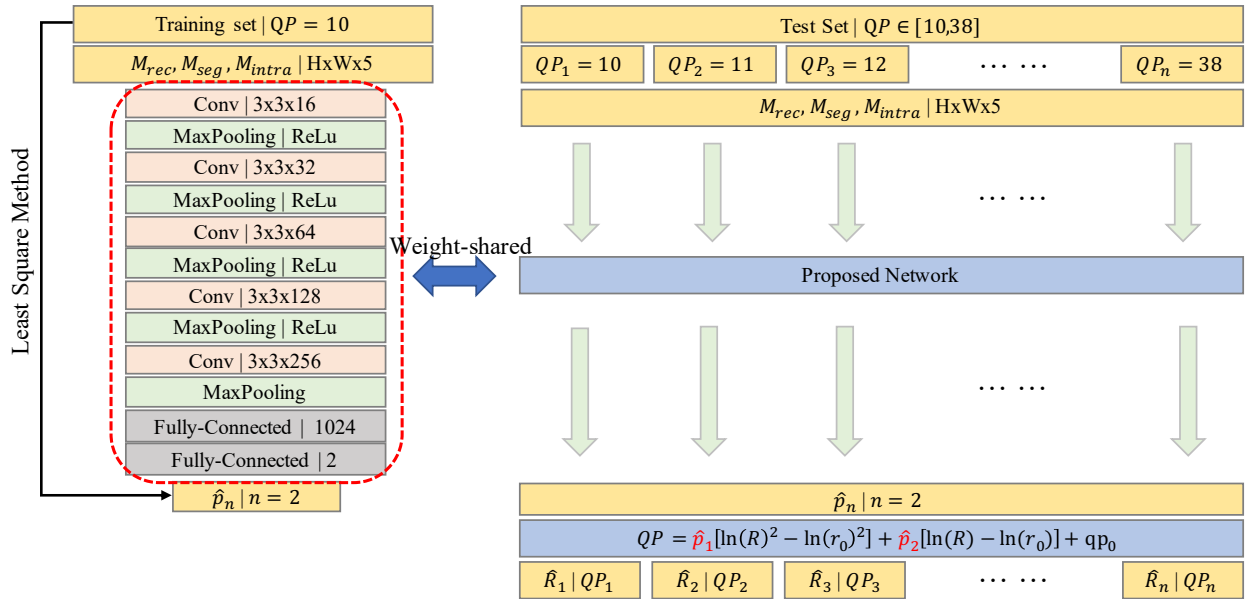 Training set | QP = 10
M_rec, M_seg, M_intra | HxWx5
Conv | 3x3x16
MaxPooling | ReLu
Conv | 3x3x32
MaxPooling | ReLu
Conv | 3x3x64
MaxPooling | ReLu
Conv | 3x3x128
MaxPooling | ReLu
Conv | 3x3x256
MaxPooling
Fully-Connected | 1024
Fully-Connected | 2
p̂_n | n = 2
Least Square Method
Weight-shared
Test Set | QP ∈ [10,38]
QP_1 = 10 QP_2 = 11 QP_3 = 12 ··· ··· QP_n = 38
M_rec, M_seg, M_intra | HxWx5
··· ···
Proposed Network
··· ···
p̂_n | n = 2
QP = p̂_1[ln(R)^2 − ln(r_0)^2] + p̂_2[ln(R) − ln(r_0)] + qp_0
R̂_1 | QP_1 R̂_2 | QP_2 R̂_3 | QP_3 ··· ··· R̂_n | QP_n